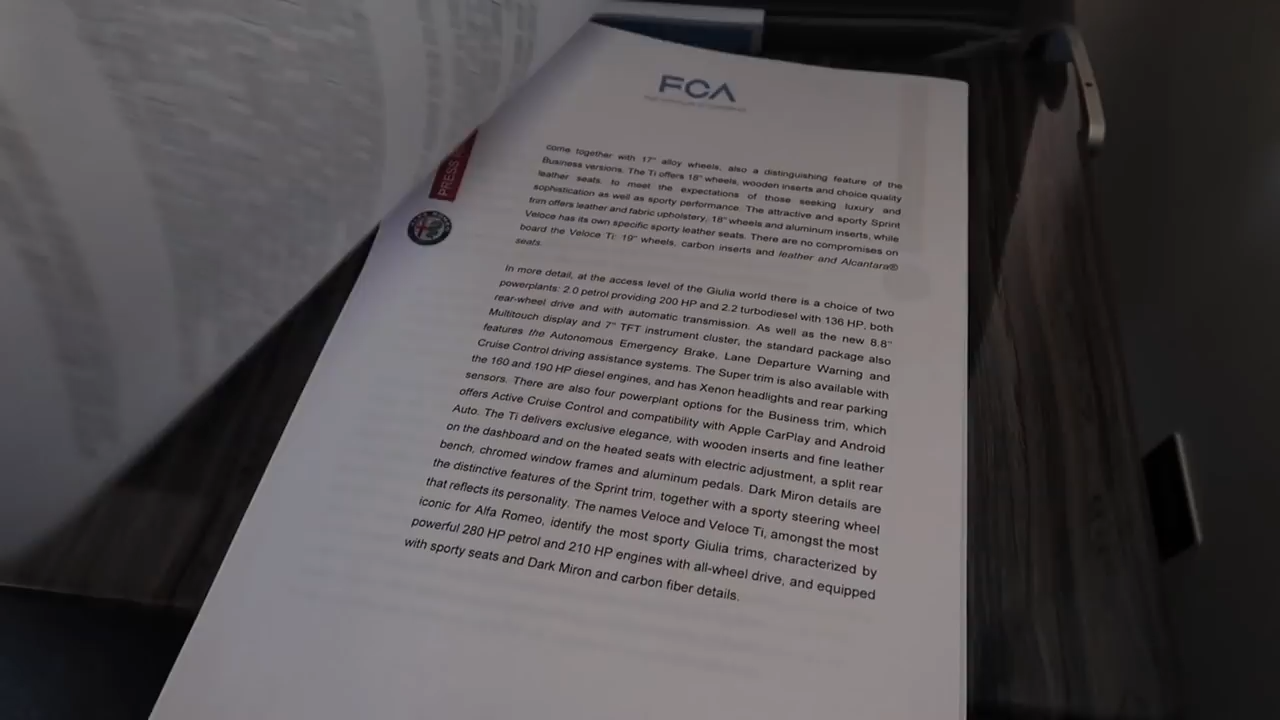 FCA
PRESS
come together with 17" alloy wheels, also a distinguishing feature of the
Business versions. The Ti offers 18" wheels, wooden inserts and choice quality
leather seats, to meet the expectations of those seeking luxury and
sophistication as well as sporty performance. The attractive and sporty Sprint
trim offers leather and fabric upholstery, 18" wheels and aluminum inserts, while
Veloce has its own specific sporty leather seats. There are no compromises on
board the Veloce Ti: 19" wheels, carbon inserts and leather and Alcantara®
seats.
In more detail, at the access level of the Giulia world there is a choice of two
powerplants: 2.0 petrol providing 200 HP and 2.2 turbodiesel with 136 HP, both
rear-wheel drive and with automatic transmission. As well as the new 8.8"
Multitouch display and 7" TFT instrument cluster, the standard package also
features the Autonomous Emergency Brake, Lane Departure Warning and
Cruise Control driving assistance systems. The Super trim is also available with
the 160 and 190 HP diesel engines, and has Xenon headlights and rear parking
sensors. There are also four powerplant options for the Business trim, which
offers Active Cruise Control and compatibility with Apple CarPlay and Android
Auto. The Ti delivers exclusive elegance, with wooden inserts and fine leather
on the dashboard and on the heated seats with electric adjustment, a split rear
bench, chromed window frames and aluminum pedals. Dark Miron details are
the distinctive features of the Sprint trim, together with a sporty steering wheel
that reflects its personality. The names Veloce and Veloce Ti, amongst the most
iconic for Alfa Romeo, identify the most sporty Giulia trims, characterized by
powerful 280 HP petrol and 210 HP engines with all-wheel drive, and equipped
with sporty seats and Dark Miron and carbon fiber details.